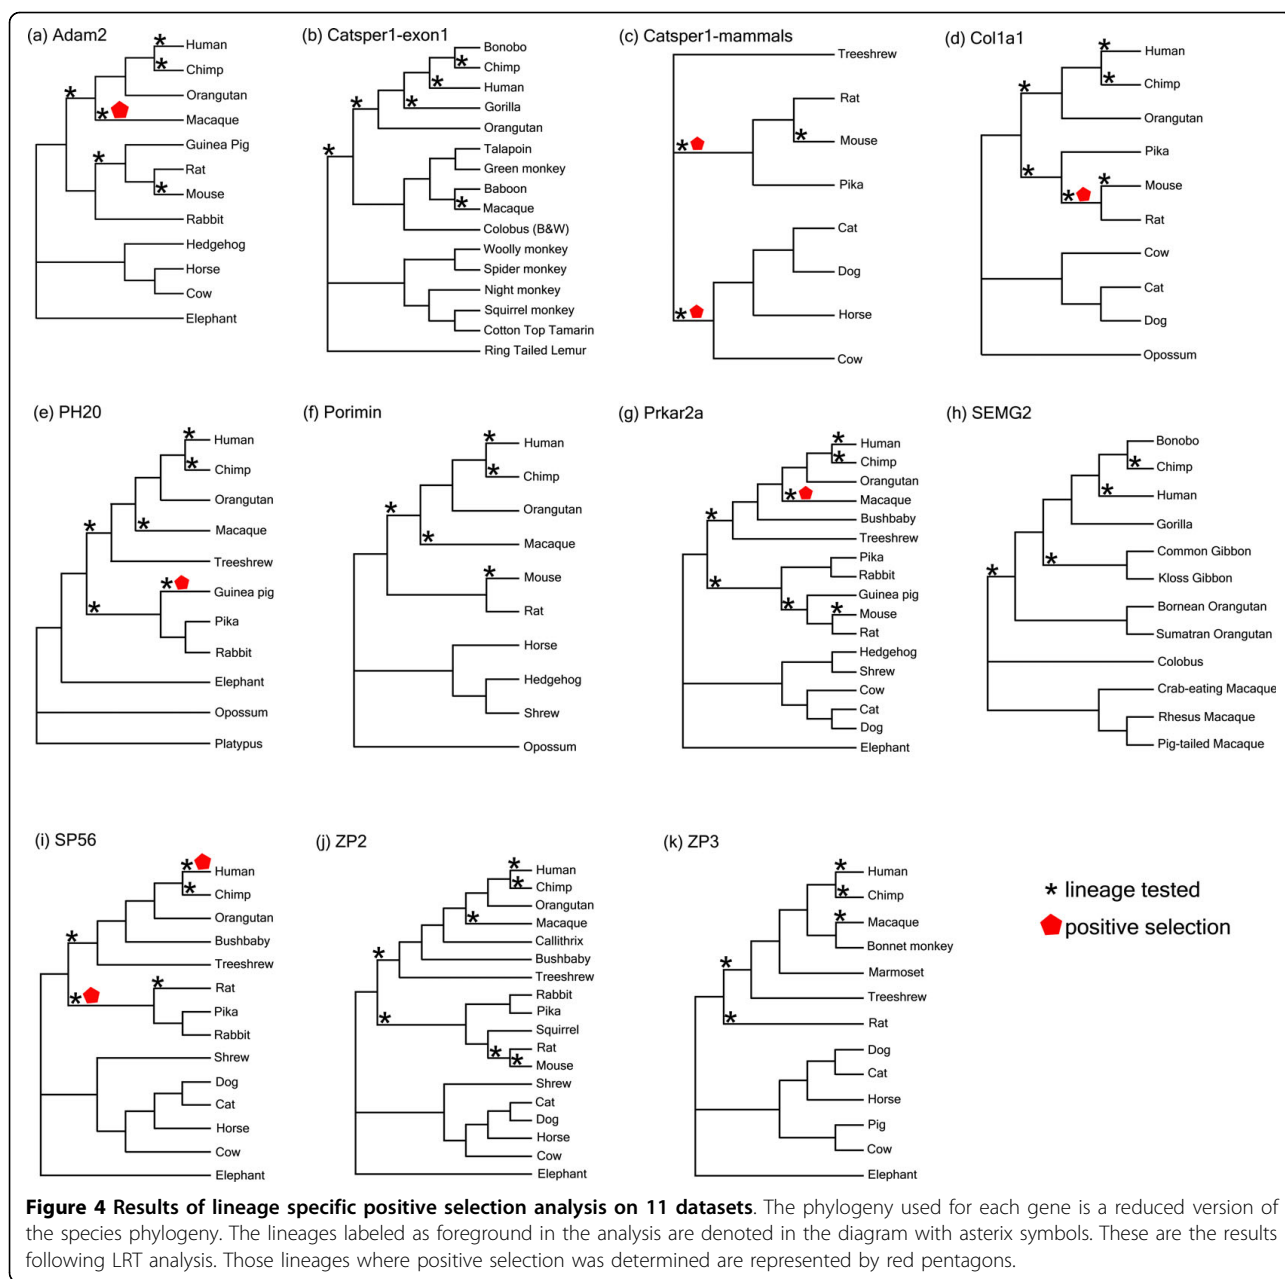 (a) Adam2
Human
Chimp
Orangutan
Macaque
Guinea Pig
Rat
Mouse
Rabbit
Hedgehog
Horse
Cow
Elephant
(b) Catsper1-exon1
Bonobo
Chimp
Human
Gorilla
Orangutan
Talapoin
Green monkey
Baboon
Macaque
Colobus (B&W)
Woolly monkey
Spider monkey
Night monkey
Squirrel monkey
Cotton Top Tamarin
Ring Tailed Lemur
(c) Catsper1-mammals
Treeshrew
Rat
Mouse
Pika
Cat
Dog
Horse
Cow
(d) Col1a1
Human
Chimp
Orangutan
Pika
Mouse
Rat
Cow
Cat
Dog
Opossum
(e) PH20
Human
Chimp
Orangutan
Macaque
Treeshrew
Guinea pig
Pika
Rabbit
Elephant
Opossum
Platypus
(f) Porimin
Human
Chimp
Orangutan
Macaque
Mouse
Rat
Horse
Hedgehog
Shrew
Opossum
(g) Prkar2a
Human
Chimp
Orangutan
Macaque
Bushbaby
Treeshrew
Pika
Rabbit
Guinea pig
Mouse
Rat
Hedgehog
Shrew
Cow
Cat
Dog
Elephant
(h) SEMG2
Bonobo
Chimp
Human
Gorilla
Common Gibbon
Kloss Gibbon
Bornean Orangutan
Sumatran Orangutan
Colobus
Crab-eating Macaque
Rhesus Macaque
Pig-tailed Macaque
(i) SP56
Human
Chimp
Orangutan
Bushbaby
Treeshrew
Rat
Pika
Rabbit
Shrew
Dog
Cat
Horse
Cow
Elephant
(j) ZP2
Human
Chimp
Orangutan
Macaque
Callithrix
Bushbaby
Treeshrew
Rabbit
Pika
Squirrel
Rat
Mouse
Shrew
Cat
Dog
Horse
Cow
Elephant
(k) ZP3
Human
Chimp
Macaque
Bonnet monkey
Marmoset
Treeshrew
Rat
Dog
Cat
Horse
Pig
Cow
Elephant
* lineage tested
positive selection
Figure 4 Results of lineage specific positive selection analysis on 11 datasets. The phylogeny used for each gene is a reduced version of
the species phylogeny. The lineages labeled as foreground in the analysis are denoted in the diagram with asterix symbols. These are the results
following LRT analysis. Those lineages where positive selection was determined are represented by red pentagons.